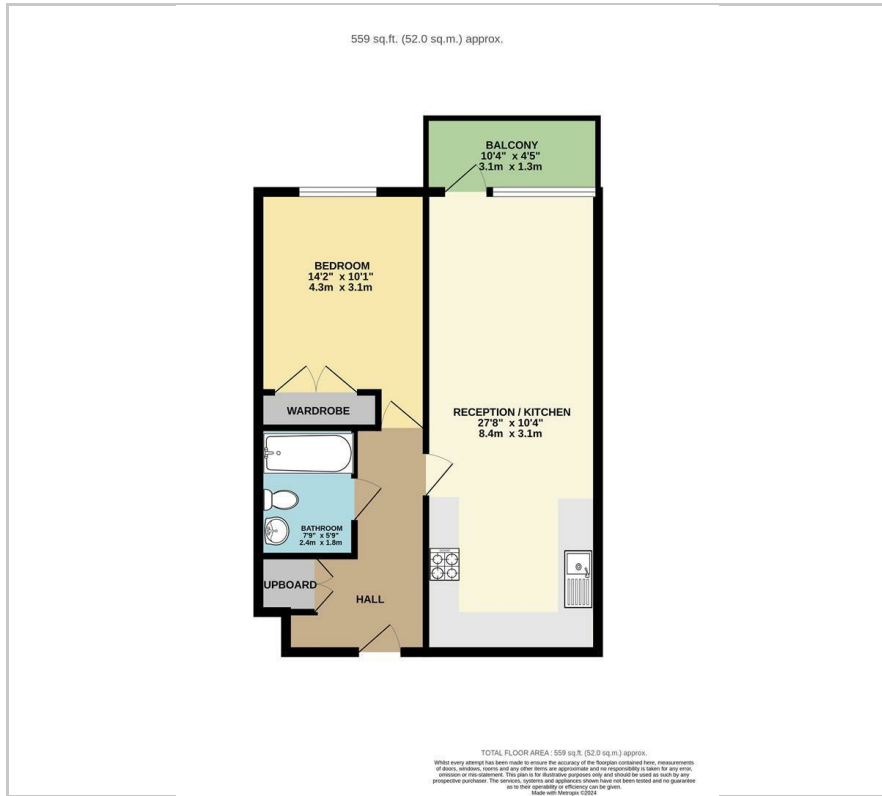 559 sq.ft. (52.0 sq.m.) approx.
BALCONY
10'4" x 4'5"
3.1m x 1.3m
BEDROOM
14'2" x 10'1"
4.3m x 3.1m
WARDROBE
RECEPTION / KITCHEN
27'8" x 10'4"
8.4m x 3.1m
BATHROOM
7'9" x 5'9"
2.4m x 1.8m
UPBOARD
HALL
TOTAL FLOOR AREA : 559 sq.ft. (52.0 sq.m.) approx.
Whilst every attempt has been made to ensure the accuracy of the floorplan contained here, measurements
of doors, windows, rooms and any other items are approximate and no responsibility is taken for any error,
omission or mis-statement. This plan is for illustrative purposes only and should be used as such by any
prospective purchaser. The services, systems and appliances shown have not been tested and no guarantee
as to their operability or efficiency can be given.
Made with Metropix ©2024